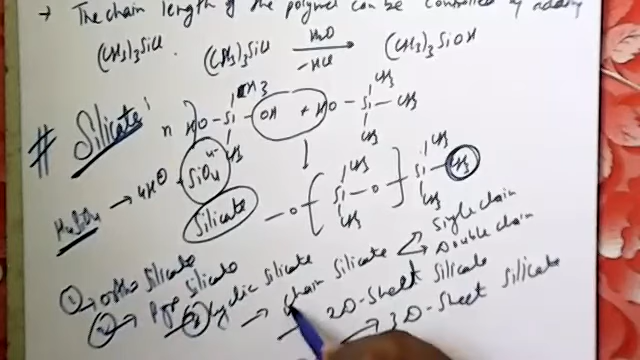 → The chain length of the polymer can be controlled by adding
(CH3)3SiCl . (CH3)3SiCl H2O → -HCl (CH3)3SiOH
# Silicate:
n HO-Si-OH + HO-Si-CH3
CH3 CH3 CH3 CH3
H4SiO4 → 4H⊕ SiO4 4-
Silicate
-O-(Si-O-)Si-CH3
CH3 CH3 CH3 CH3
① → Ortho Silicate
② → Pyro Silicate
③ Cyclic Silicate
→ Chain Silicate → Single chain
→ Double chain
2D-Sheet Silicate
→ 3D-Sheet Silicate